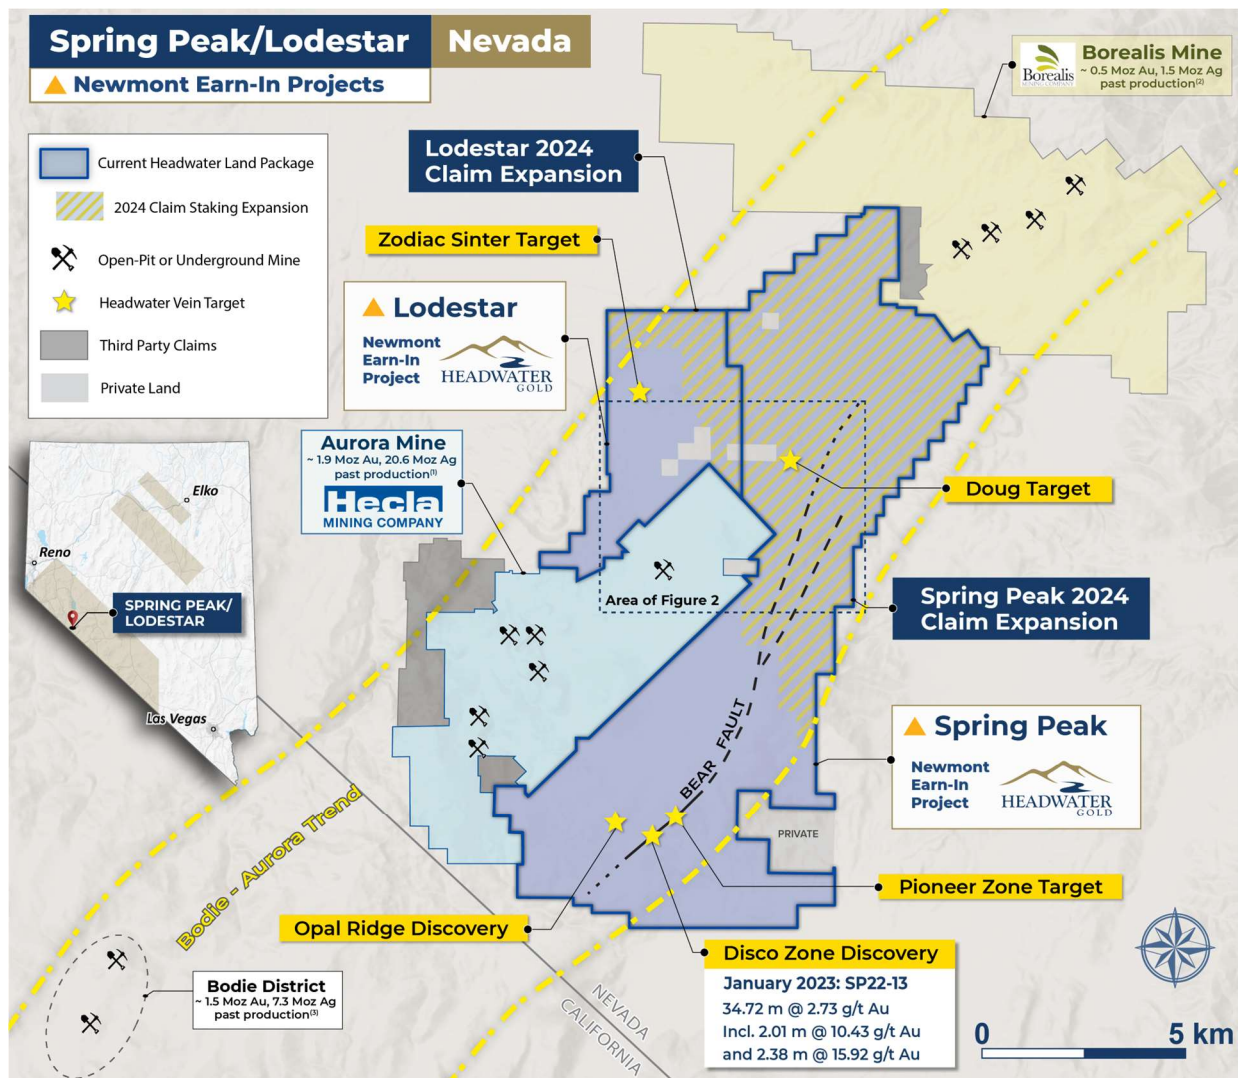 Spring Peak/Lodestar
Nevada
Newmont Earn-In Projects
Borealis
MINING COMPANY
Borealis Mine
~ 0.5 Moz Au, 1.5 Moz Ag
past production(2)
Current Headwater Land Package
2024 Claim Staking Expansion
Open-Pit or Underground Mine
Headwater Vein Target
Third Party Claims
Private Land
Lodestar 2024
Claim Expansion
Zodiac Sinter Target
Lodestar
Newmont
Earn-In
Project
HEADWATER
GOLD
Aurora Mine
~ 1.9 Moz Au, 20.6 Moz Ag
past production(1)
Hecla
MINING COMPANY
Elko
Reno
SPRING PEAK/
LODESTAR
Las Vegas
Doug Target
Area of Figure 2
Spring Peak 2024
Claim Expansion
BEAR FAULT
Spring Peak
Newmont
Earn-In
Project
HEADWATER
GOLD
PRIVATE
Pioneer Zone Target
Bodie - Aurora Trend
Opal Ridge Discovery
Disco Zone Discovery
January 2023: SP22-13
34.72 m @ 2.73 g/t Au
Incl. 2.01 m @ 10.43 g/t Au
and 2.38 m @ 15.92 g/t Au
Bodie District
~ 1.5 Moz Au, 7.3 Moz Ag
past production(3)
NEVADA
CALIFORNIA
0 5 km